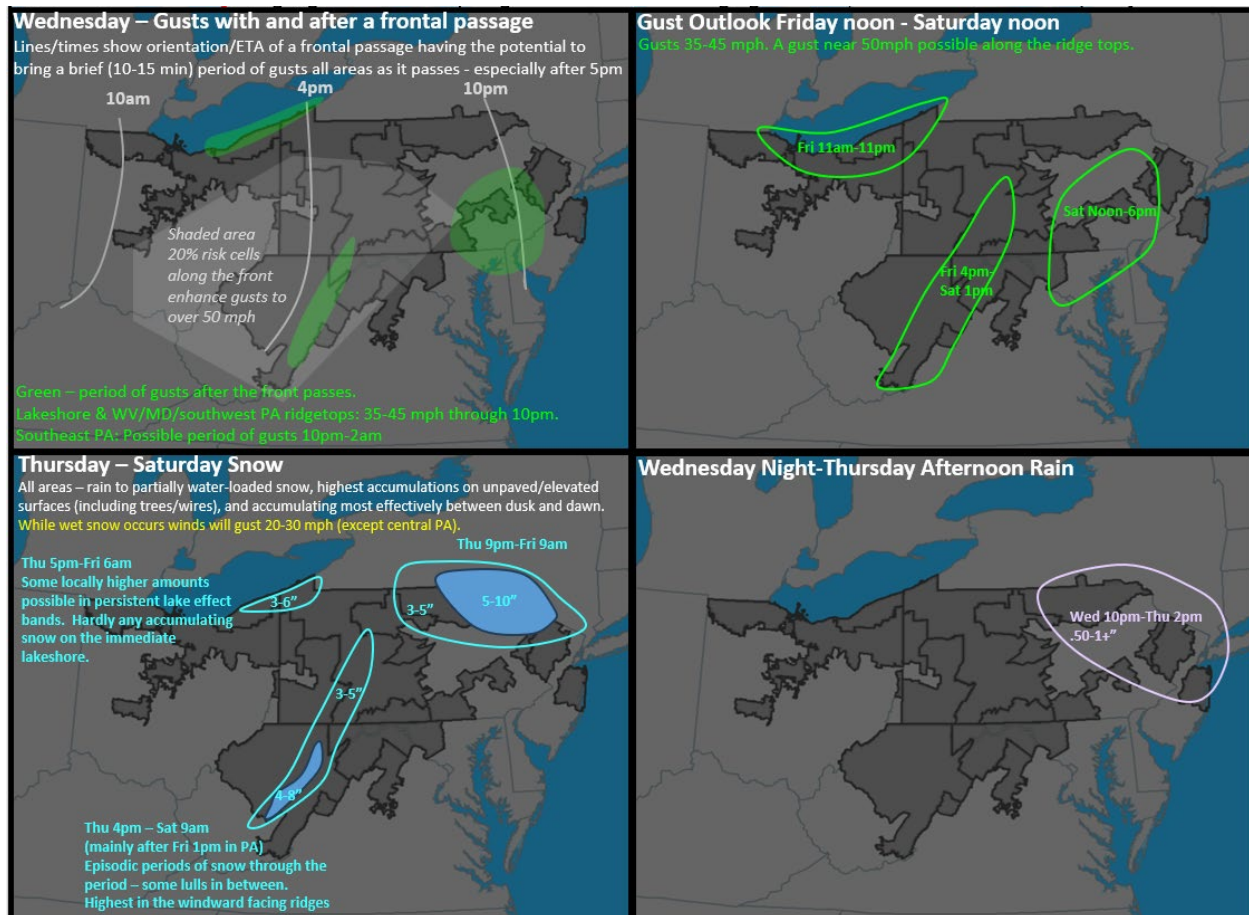 Wednesday – Gusts with and after a frontal passage
Lines/times show orientation/ETA of a frontal passage having the potential to
bring a brief (10-15 min) period of gusts all areas as it passes - especially after 5pm
10am
4pm
10pm
Shaded area
20% risk cells
along the front
enhance gusts to
over 50 mph
Green – period of gusts after the front passes.
Lakeshore & WV/MD/southwest PA ridgetops: 35-45 mph through 10pm.
Southeast PA: Possible period of gusts 10pm-2am
Gust Outlook Friday noon - Saturday noon
Gusts 35-45 mph. A gust near 50mph possible along the ridge tops.
Fri 11am-11pm
Sat Noon-6pm
Fri 4pm-
Sat 1pm
Thursday – Saturday Snow
All areas – rain to partially water-loaded snow, highest accumulations on unpaved/elevated
surfaces (including trees/wires), and accumulating most effectively between dusk and dawn.
While wet snow occurs winds will gust 20-30 mph (except central PA).
Thu 9pm-Fri 9am
Thu 5pm-Fri 6am
Some locally higher amounts
possible in persistent lake effect
bands. Hardly any accumulating
snow on the immediate
lakeshore.
3-6”
3-5”
5-10”
3-5”
4-8”
Thu 4pm – Sat 9am
(mainly after Fri 1pm in PA)
Episodic periods of snow through the
period – some lulls in between.
Highest in the windward facing ridges
Wednesday Night-Thursday Afternoon Rain
Wed 10pm-Thu 2pm
.50-1+”